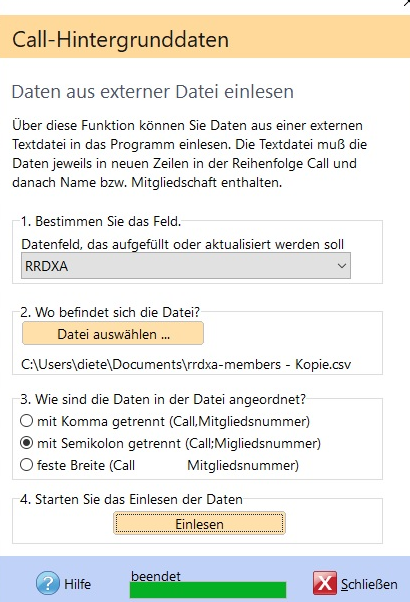 Call-Hintergrunddaten
Daten aus externer Datei einlesen
Über diese Funktion können Sie Daten aus einer externen
Textdatei in das Programm einlesen. Die Textdatei muß die
Daten jeweils in neuen Zeilen in der Reihenfolge Call und
danach Name bzw. Mitgliedschaft enthalten.
1. Bestimmen Sie das Feld.
Datenfeld, das aufgefüllt oder aktualisiert werden soll
RRDXA
2. Wo befindet sich die Datei?
Datei auswählen ...
C:\Users\diete\Documents\rrdxa-members - Kopie.csv
3. Wie sind die Daten in der Datei angeordnet?
mit Komma getrennt (Call,Mitgliedsnummer)
mit Semikolon getrennt (Call;Migliedsnummer)
feste Breite (Call Mitgliedsnummer)
4. Starten Sie das Einlesen der Daten
Einlesen
Hilfe
beendet
Schließen